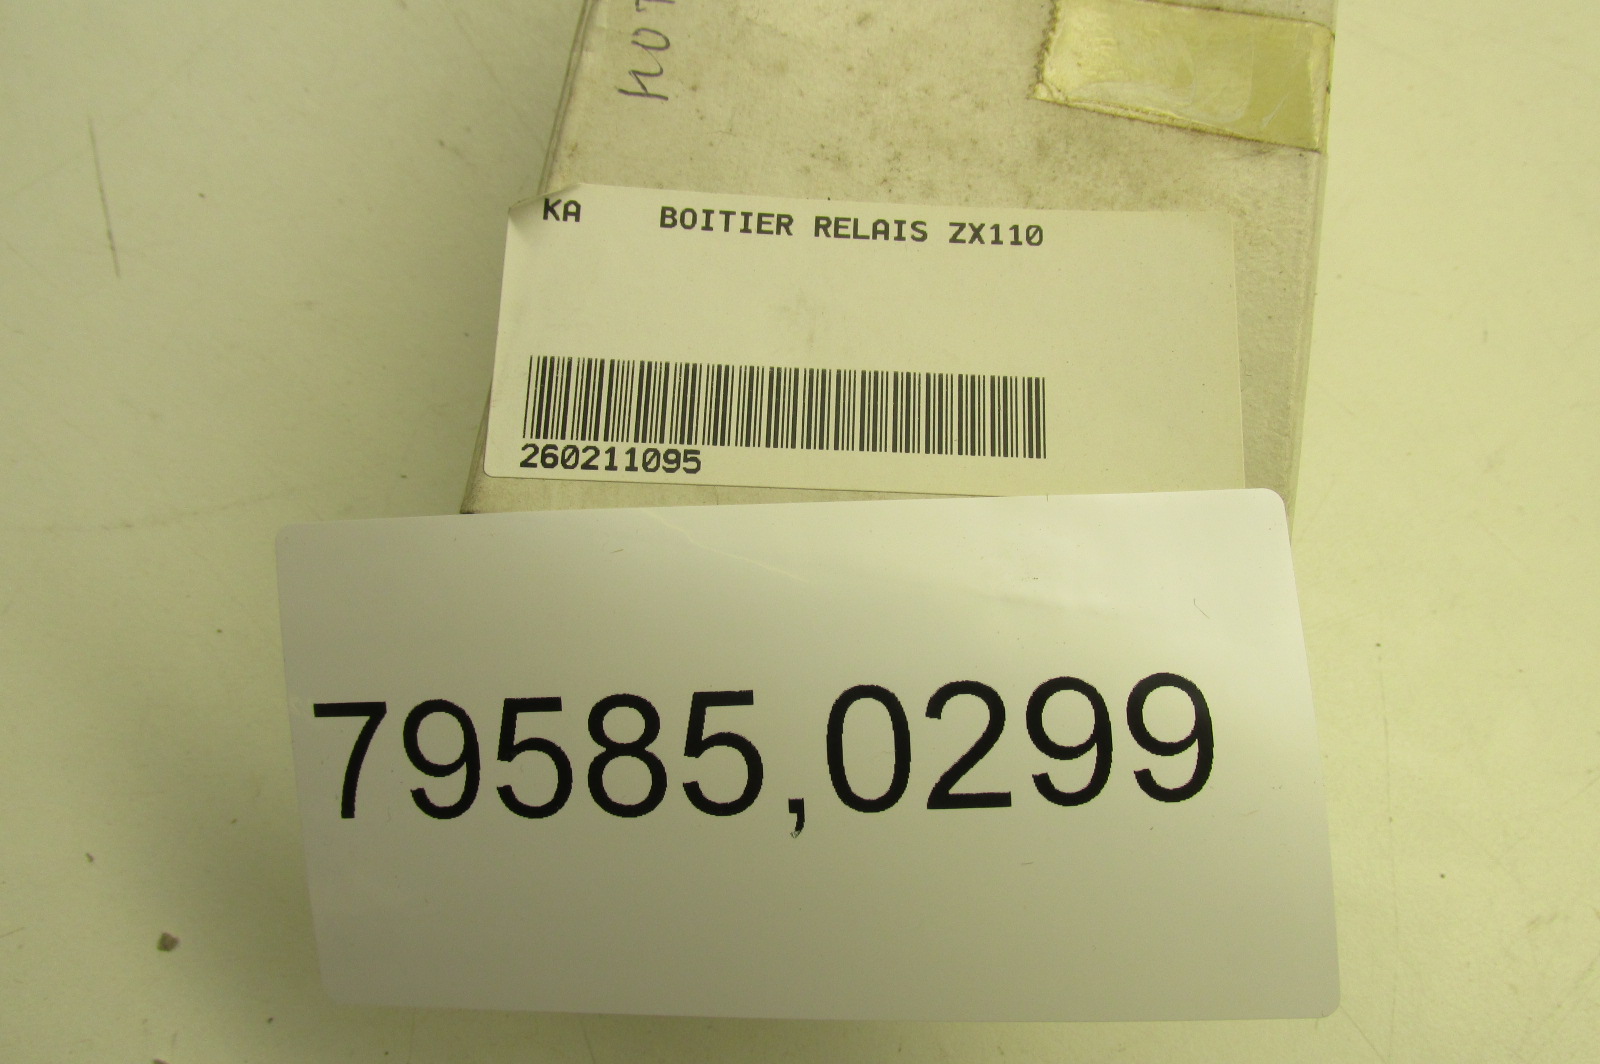 KA BOITIER RELAIS ZX110
260211095
79585,0299